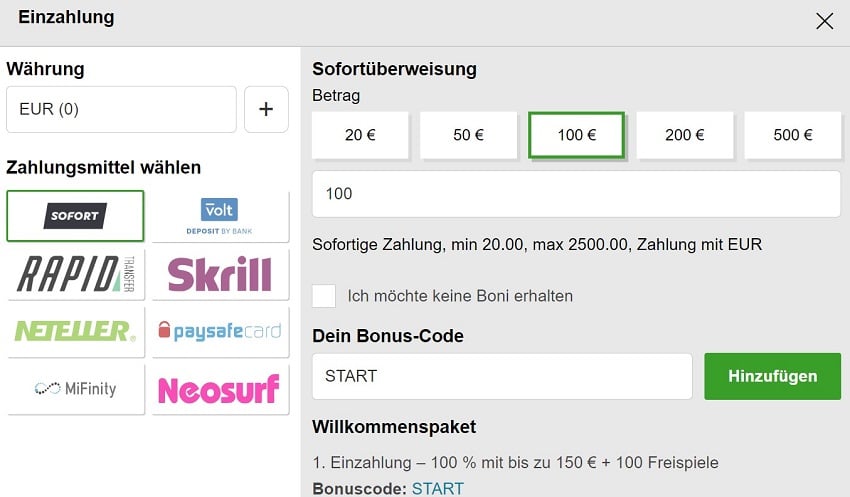 Einzahlung
Währung
EUR (0)
+
Zahlungsmittel wählen
SOFORT
volt
DEPOSIT BY BANK
RAPID TRANSFER
Skrill
NETELLER®
paysafecard
MiFinity
Neosurf
Sofortüberweisung
Betrag
20 € 50 € 100 € 200 € 500 €
100
Sofortige Zahlung, min 20.00, max 2500.00, Zahlung mit EUR
Ich möchte keine Boni erhalten
Dein Bonus-Code
START
Hinzufügen
Willkommenspaket
1. Einzahlung – 100 % mit bis zu 150 € + 100 Freispiele
Bonuscode: START